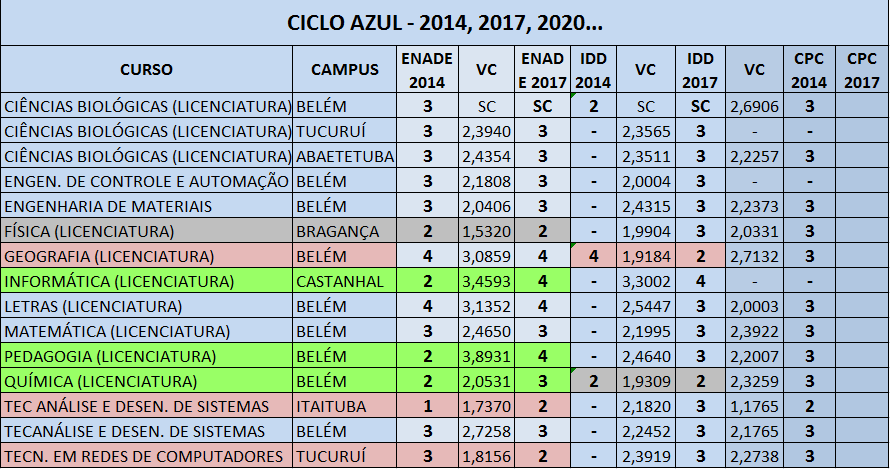 CICLO AZUL - 2014, 2017, 2020...
CURSO CAMPUS ENADE 2014 VC ENAD E 2017 IDD 2014 VC IDD 2017 VC CPC 2014 CPC 2017
CIÊNCIAS BIOLÓGICAS (LICENCIATURA) BELÉM 3 SC SC 2 SC SC 2,6906 3
CIÊNCIAS BIOLÓGICAS (LICENCIATURA) TUCURUÍ 3 2,3940 3 - 2,3565 3 - -
CIÊNCIAS BIOLÓGICAS (LICENCIATURA) ABAETETUBA 3 2,4354 3 - 2,3511 3 2,2257 3
ENGEN. DE CONTROLE E AUTOMAÇÃO BELÉM 3 2,1808 3 - 2,0004 3 - -
ENGENHARIA DE MATERIAIS BELÉM 3 2,0406 3 - 2,4315 3 2,2373 3
FÍSICA (LICENCIATURA) BRAGANÇA 2 1,5320 2 - 1,9904 3 2,0331 3
GEOGRAFIA (LICENCIATURA) BELÉM 4 3,0859 4 4 1,9184 2 2,7132 3
INFORMÁTICA (LICENCIATURA) CASTANHAL 2 3,4593 4 - 3,3002 4 - -
LETRAS (LICENCIATURA) BELÉM 4 3,1352 4 - 2,5447 3 2,0003 3
MATEMÁTICA (LICENCIATURA) BELÉM 3 2,4650 3 - 2,1995 3 2,3922 3
PEDAGOGIA (LICENCIATURA) BELÉM 2 3,8931 4 - 2,4640 3 2,2007 3
QUÍMICA (LICENCIATURA) BELÉM 2 2,0531 3 2 1,9309 2 2,3259 3
TEC ANÁLISE E DESEN. DE SISTEMAS ITAITUBA 1 1,7370 2 - 2,1820 3 1,1765 2
TECANÁLISE E DESEN. DE SISTEMAS BELÉM 3 2,7258 3 - 2,2452 3 2,5165 3
TECN. EM REDES DE COMPUTADORES TUCURUÍ 3 1,8156 2 - 2,3919 3 2,2738 3